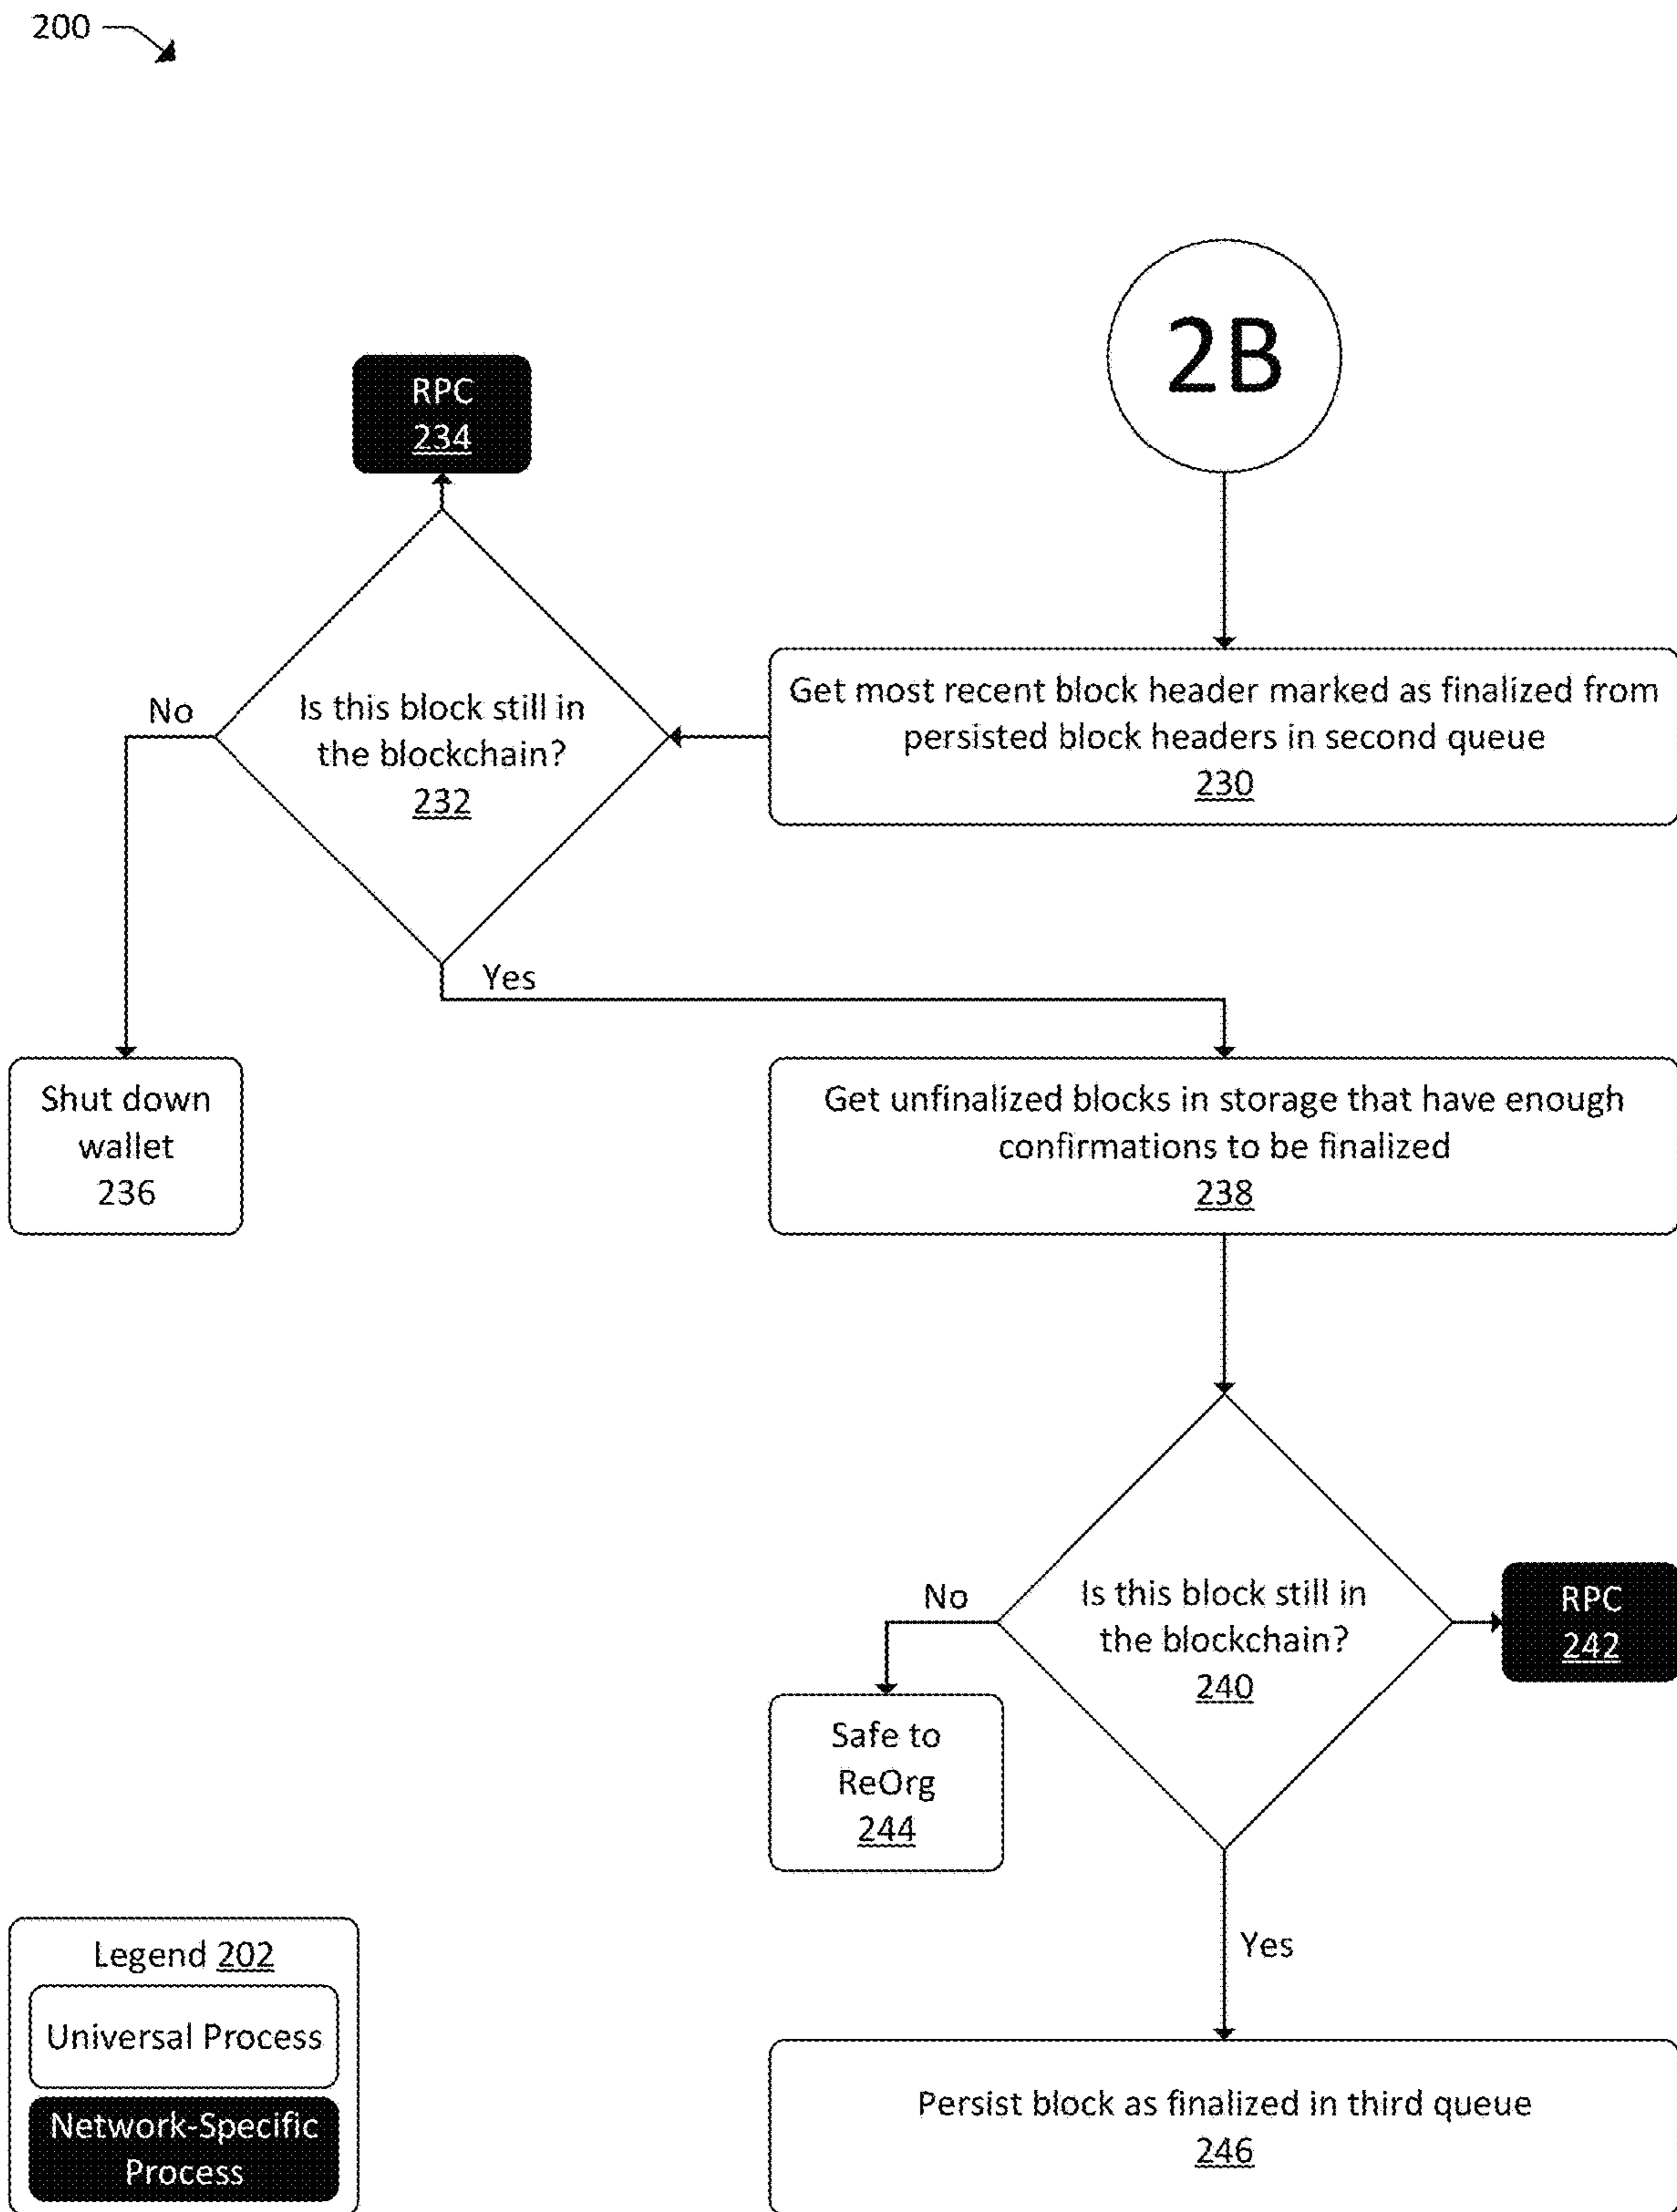 200
2B
RPC
234
Get most recent block header marked as finalized from
persisted block headers in second queue
230
Is this block still in
the blockchain?
232
No
Yes
Shut down
wallet
236
Get unfinalized blocks in storage that have enough
confirmations to be finalized
238
Is this block still in
the blockchain?
240
No
RPC
242
Safe to
ReOrg
244
Yes
Persist block as finalized in third queue
246
Legend 202
Universal Process
Network-Specific
Process